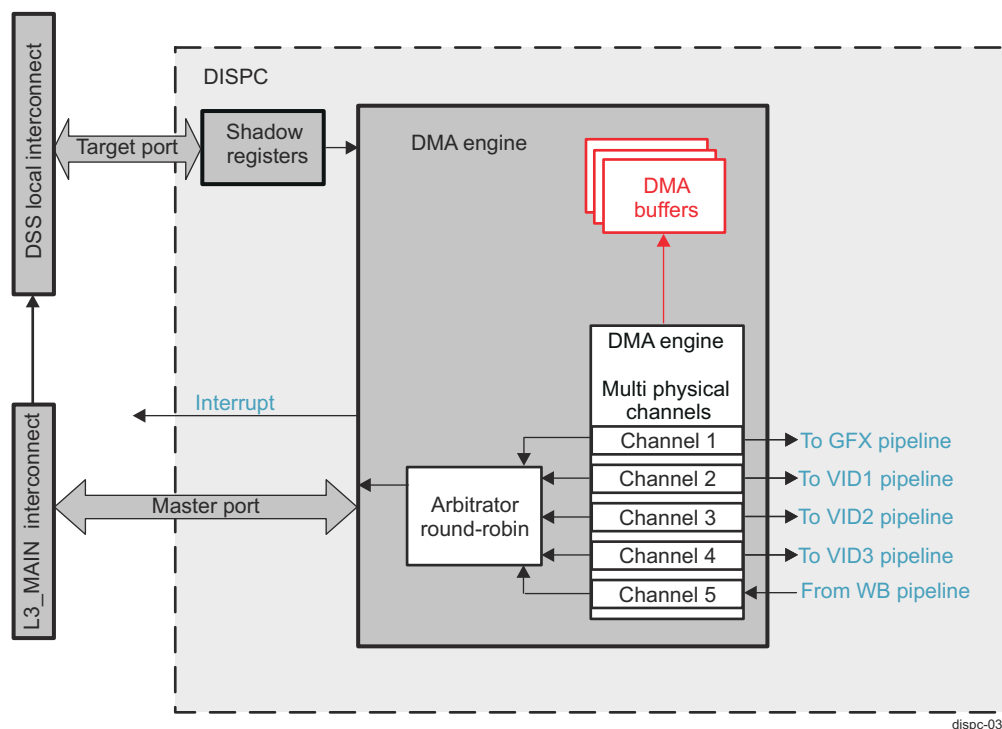 DSS local interconnect
L3_MAIN interconnect
DISPC
Target port
Shadow
registers
DMA engine
DMA
buffers
DMA engine
Multi physical
channels
Interrupt
Channel 1
To GFX pipeline
Channel 2
To VID1 pipeline
Master port
Arbitrator
round-robin
Channel 3
To VID2 pipeline
Channel 4
To VID3 pipeline
Channel 5
From WB pipeline
dispc-03